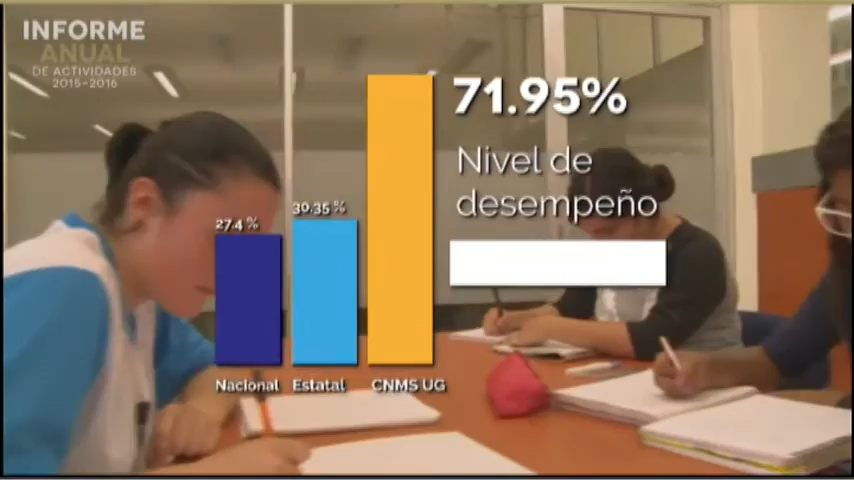 INFORME
ANUAL
DE ACTIVIDADES
2015-2016
71.95%
Nivel de
desempeño
27.4 %
30.35 %
Nacional Estatal CNMS UG